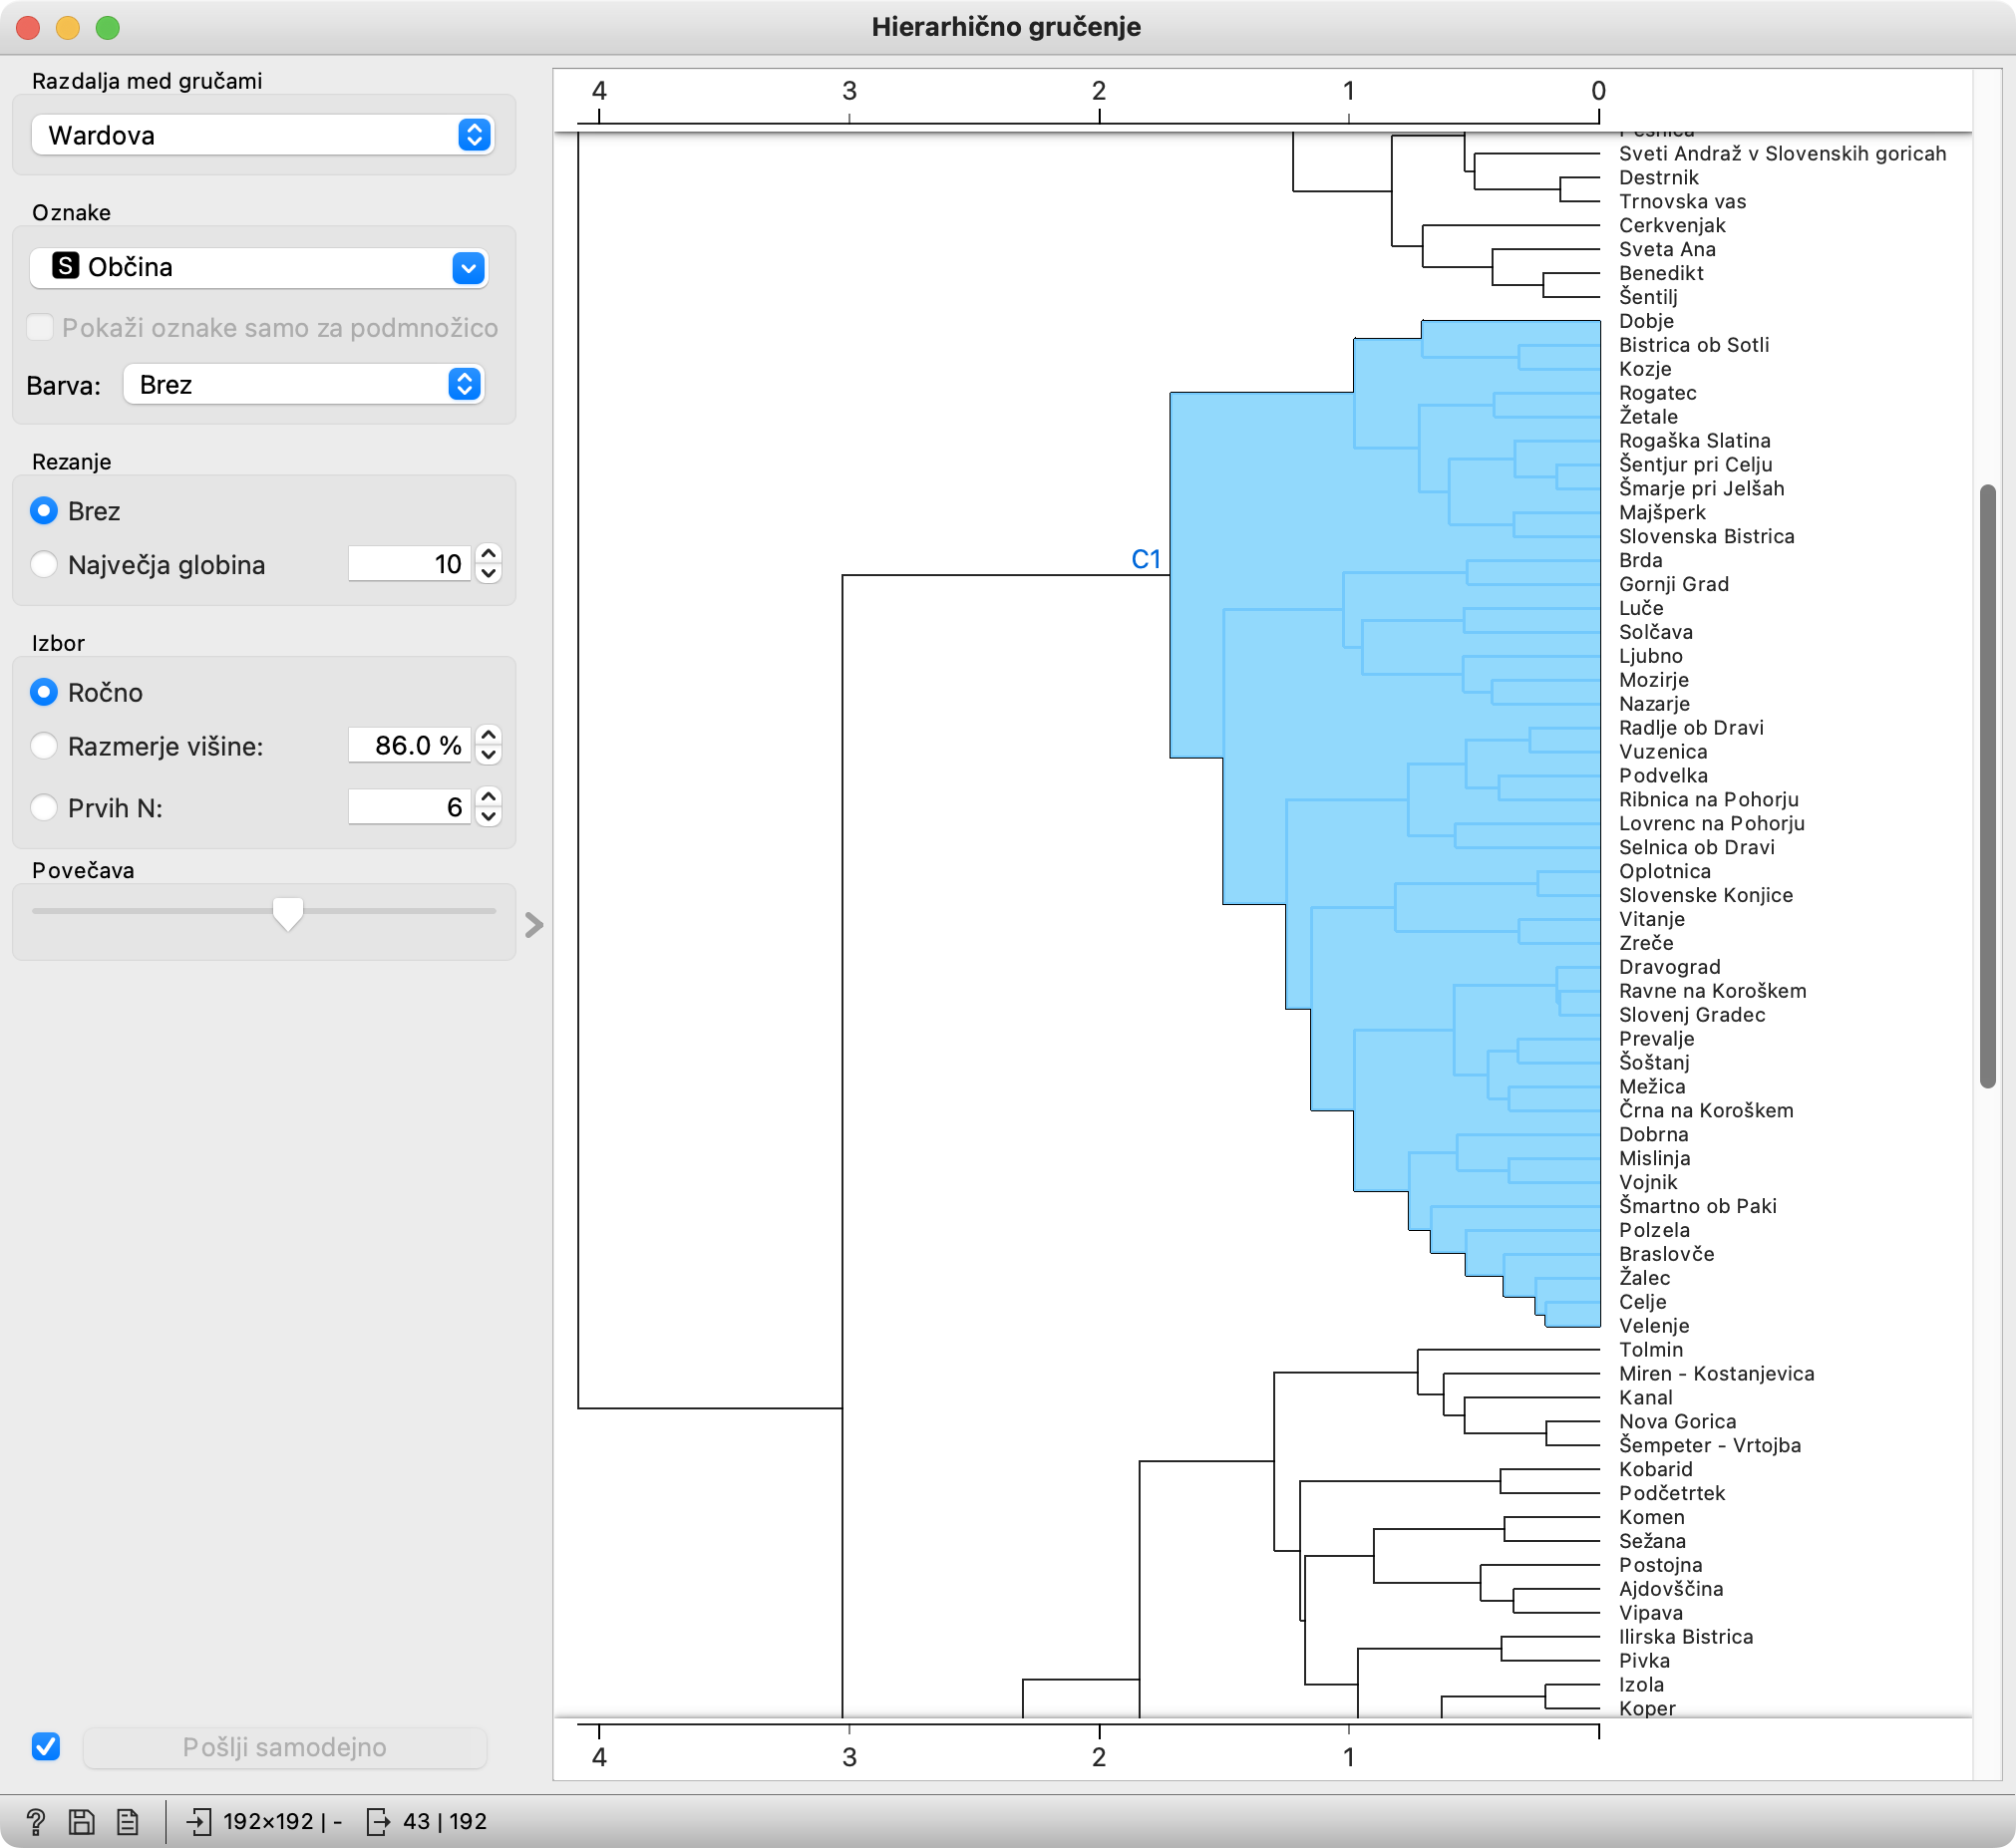 Hierarhično gručenje
Razdalja med gručami
Wardova
Oznake
S Občina
Pokaži oznake samo za podmnožico
Barva: Brez
Rezanje
Brez
Največja globina 10
Izbor
Ročno
Razmerje višine: 86.0 %
Prvih N: 6
Povečava
Pošlji samodejno
192×192 | - 43 | 192
4 3 2 1 0
Sveti Andraž v Slovenskih goricah
Destrnik
Trnovska vas
Cerkvenjak
Sveta Ana
Benedikt
Šentilj
Dobje
Bistrica ob Sotli
Kozje
Rogatec
Žetale
Rogaška Slatina
Šentjur pri Celju
Šmarje pri Jelšah
Majšperk
Slovenska Bistrica
C1
Brda
Gornji Grad
Luče
Solčava
Ljubno
Mozirje
Nazarje
Radlje ob Dravi
Vuzenica
Podvelka
Ribnica na Pohorju
Lovrenc na Pohorju
Selnica ob Dravi
Oplotnica
Slovenske Konjice
Vitanje
Zreče
Dravograd
Ravne na Koroškem
Slovenj Gradec
Prevalje
Šoštanj
Mežica
Črna na Koroškem
Dobrna
Mislinja
Vojnik
Šmartno ob Paki
Polzela
Braslovče
Žalec
Celje
Velenje
Tolmin
Miren - Kostanjevica
Kanal
Nova Gorica
Šempeter - Vrtojba
Kobarid
Podčetrtek
Komen
Sežana
Postojna
Ajdovščina
Vipava
Ilirska Bistrica
Pivka
Izola
Koper
4 3 2 1